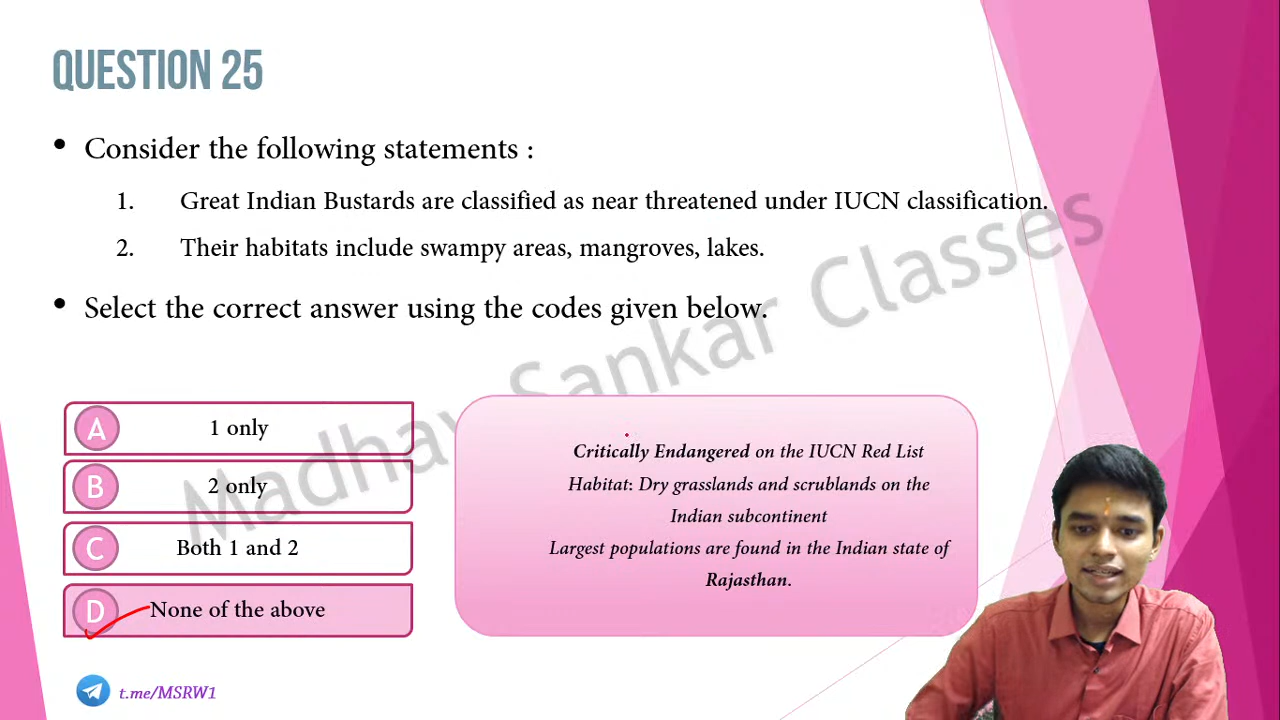 QUESTION 25
• Consider the following statements :
1. Great Indian Bustards are classified as near threatened under IUCN classification.
2. Their habitats include swampy areas, mangroves, lakes.
• Select the correct answer using the codes given below.
Madhav Sankar Classes
A 1 only
B 2 only
C Both 1 and 2
D None of the above
Critically Endangered on the IUCN Red List
Habitat: Dry grasslands and scrublands on the
Indian subcontinent
Largest populations are found in the Indian state of
Rajasthan.
t.me/MSRW1